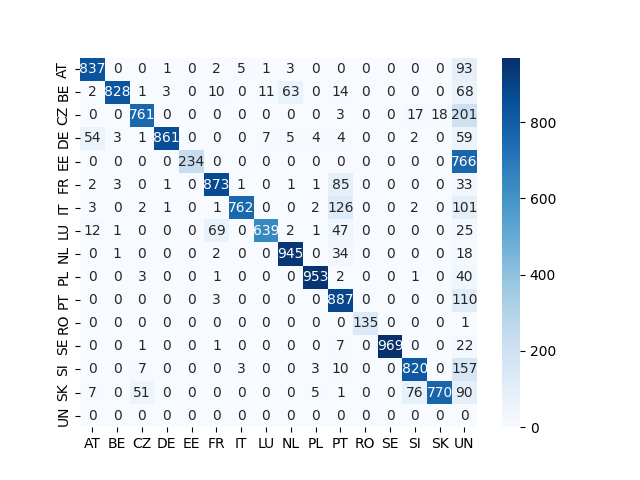 AT 837 0 0 1 0 2 5 1 3 0 0 0 0 0 0 93
BE 2 828 1 3 0 10 0 11 63 0 14 0 0 0 0 68
CZ 0 0 761 0 0 0 0 0 0 0 3 0 0 17 18 201
DE 54 3 1 861 0 0 0 7 5 4 4 0 0 2 0 59
EE 0 0 0 0 234 0 0 0 0 0 0 0 0 0 0 766
FR 2 3 0 1 0 873 1 0 1 1 85 0 0 0 0 33
IT 3 0 2 1 0 1 762 0 0 2 126 0 0 2 0 101
LU 12 1 0 0 0 69 0 639 2 1 47 0 0 0 0 25
NL 0 1 0 0 0 2 0 0 945 0 34 0 0 0 0 18
PL 0 0 3 0 0 1 0 0 0 953 2 0 0 1 0 40
PT 0 0 0 0 0 3 0 0 0 0 887 0 0 0 0 110
RO 0 0 0 0 0 0 0 0 0 0 0 135 0 0 0 1
SE 0 0 1 0 0 1 0 0 0 0 7 0 969 0 0 22
SI 0 0 7 0 0 0 3 0 0 3 10 0 0 820 0 157
SK 7 0 51 0 0 0 0 0 0 5 1 0 0 76 770 90
UN 0 0 0 0 0 0 0 0 0 0 0 0 0 0 0 0
AT BE CZ DE EE FR IT LU NL PL PT RO SE SI SK UN
800
600
400
200
0